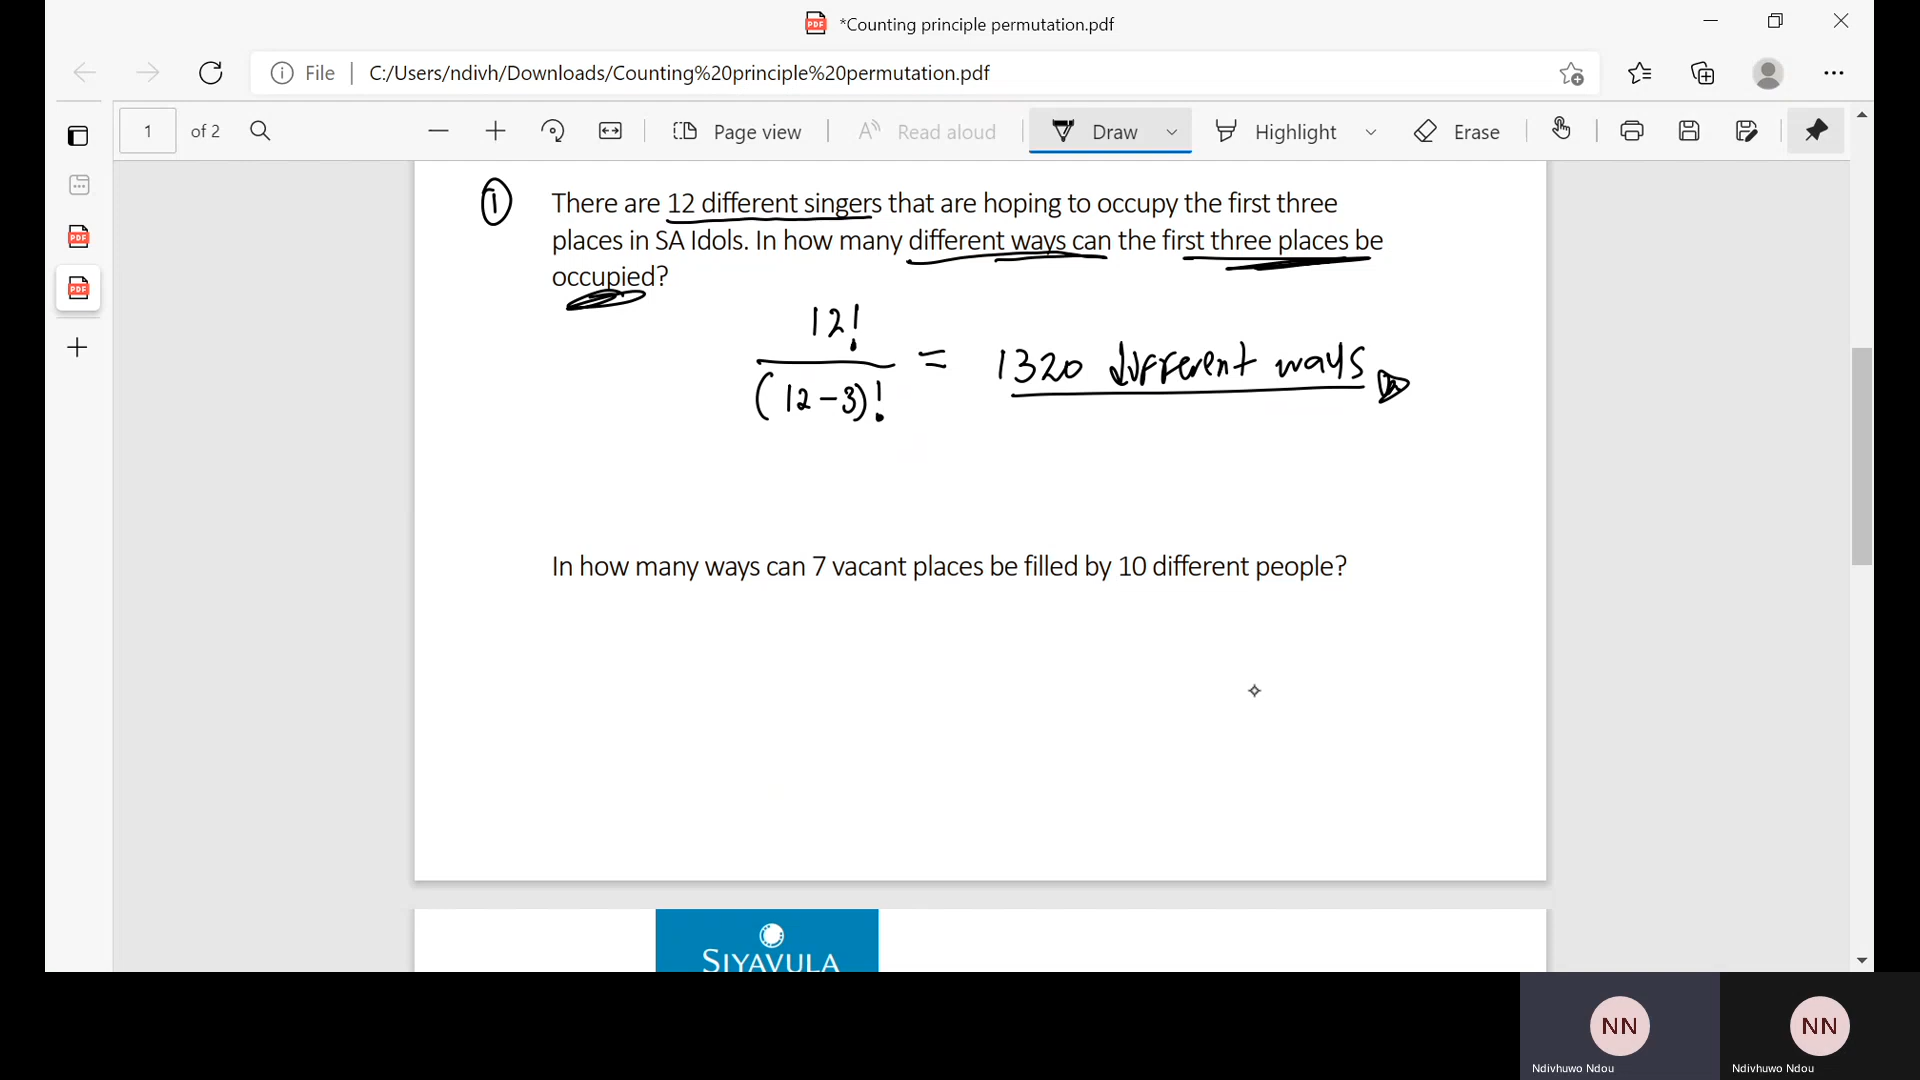 *Counting principle permutation.pdf
File
C:/Users/ndivh/Downloads/Counting%20principle%20permutation.pdf
1 of 2
Page view
Read aloud
Draw
Highlight
Erase
① There are 12 different singers that are hoping to occupy the first three
places in SA Idols. In how many different ways can the first three places be
occupied?
12!
(12-3)!
= 1320 different ways
In how many ways can 7 vacant places be filled by 10 different people?
SIYAVULA
NN
NN
Ndivhuwo Ndou
Ndivhuwo Ndou